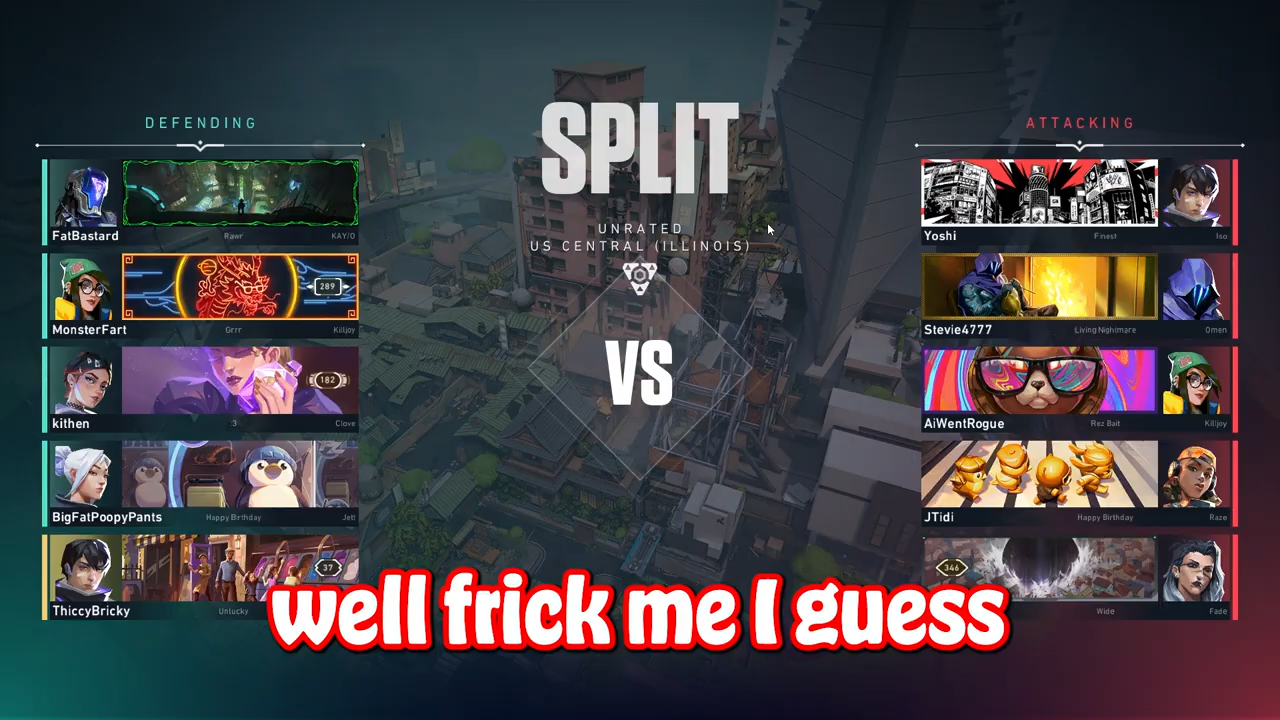 SPLIT
UNRATED
US CENTRAL (ILLINOIS)
VS
DEFENDING
FatBastard Rawr KAY/O
289
MonsterFart Grrr Killjoy
182
kithen :3 Clove
BigFatPoopyPants Happy Birthday Jett
37
ThiccyBricky Unlucky
ATTACKING
Yoshi Finest Iso
Stevie4777 Living Nightmare Omen
AiWentRogue Rez Bait Killjoy
JTidi Happy Birthday Raze
346
Wide Fade
well frick me I guess